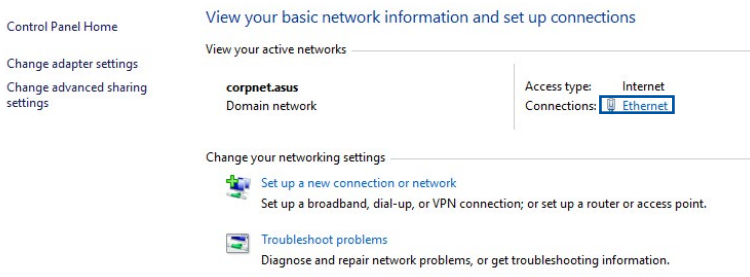 Control Panel Home
Change adapter settings
Change advanced sharing
settings
View your basic network information and set up connections
View your active networks
corpnet.asus
Domain network
Access type: Internet
Connections: Ethernet
Change your networking settings
Set up a new connection or network
Set up a broadband, dial-up, or VPN connection; or set up a router or access point.
Troubleshoot problems
Diagnose and repair network problems, or get troubleshooting information.